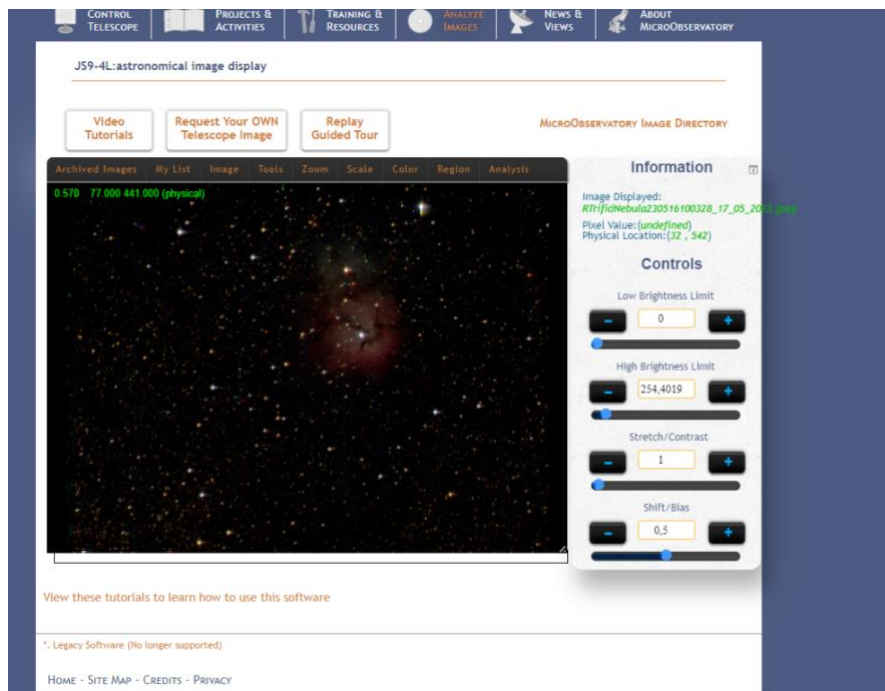 CONTROL TELESCOPE
PROJECTS & ACTIVITIES
TRAINING & RESOURCES
ANALYZE IMAGES
NEWS & VIEWS
ABOUT MICROOBSERVATORY
JS9-4L:astronomical image display
Video Tutorials
Request Your OWN Telescope Image
Replay Guided Tour
MICROOBSERVATORY IMAGE DIRECTORY
Archived Images My List Image Tools Zoom Scale Color Region Analysis
0.570 77.000 441.000 (physical)
Information
Image Displayed:
RTrifidNebula230516100328_17_05_2023.jpeg
Pixel Value:(undefined)
Physical Location:(32 , 542)
Controls
Low Brightness Limit
- 0 +
High Brightness Limit
- 254,4019 +
Stretch/Contrast
- 1 +
Shift/Bias
- 0,5 +
View these tutorials to learn how to use this software
*. Legacy Software (No longer supported)
HOME - SITE MAP - CREDITS - PRIVACY